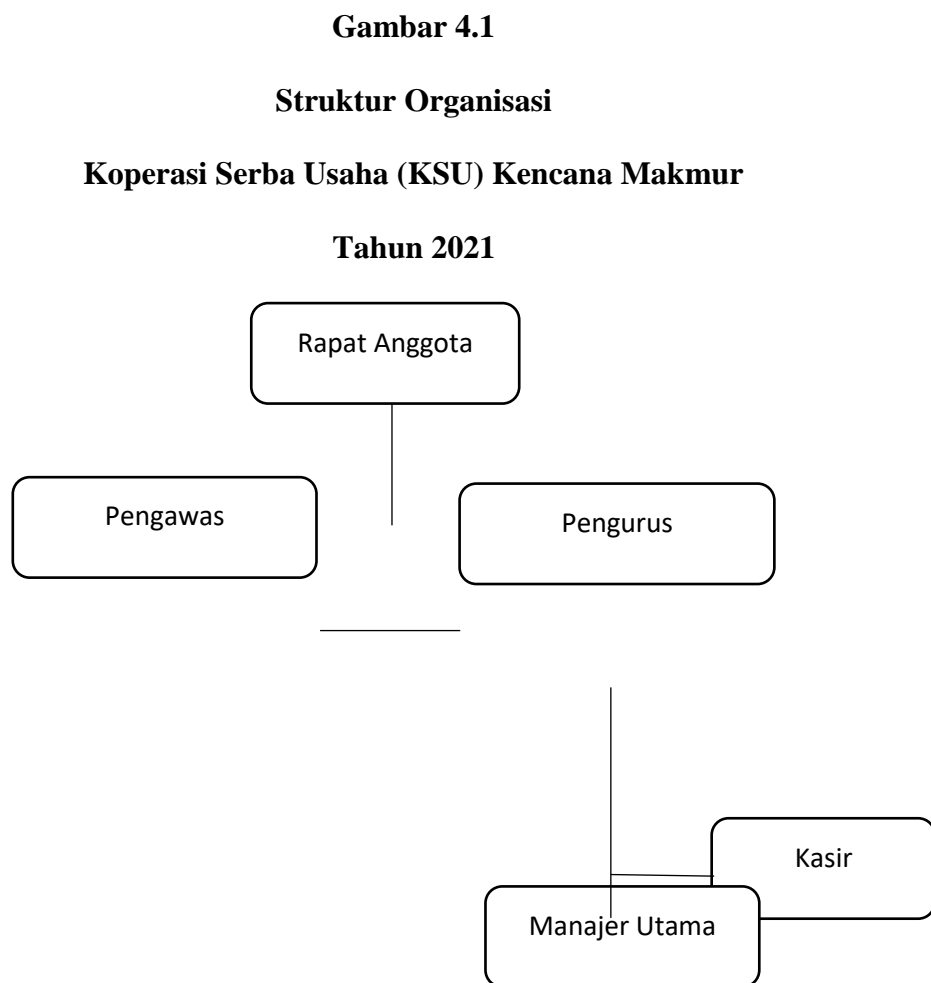 Gambar 4.1
Struktur Organisasi
Koperasi Serba Usaha (KSU) Kencana Makmur
Tahun 2021
Rapat Anggota
Pengawas
Pengurus
Kasir
Manajer Utama